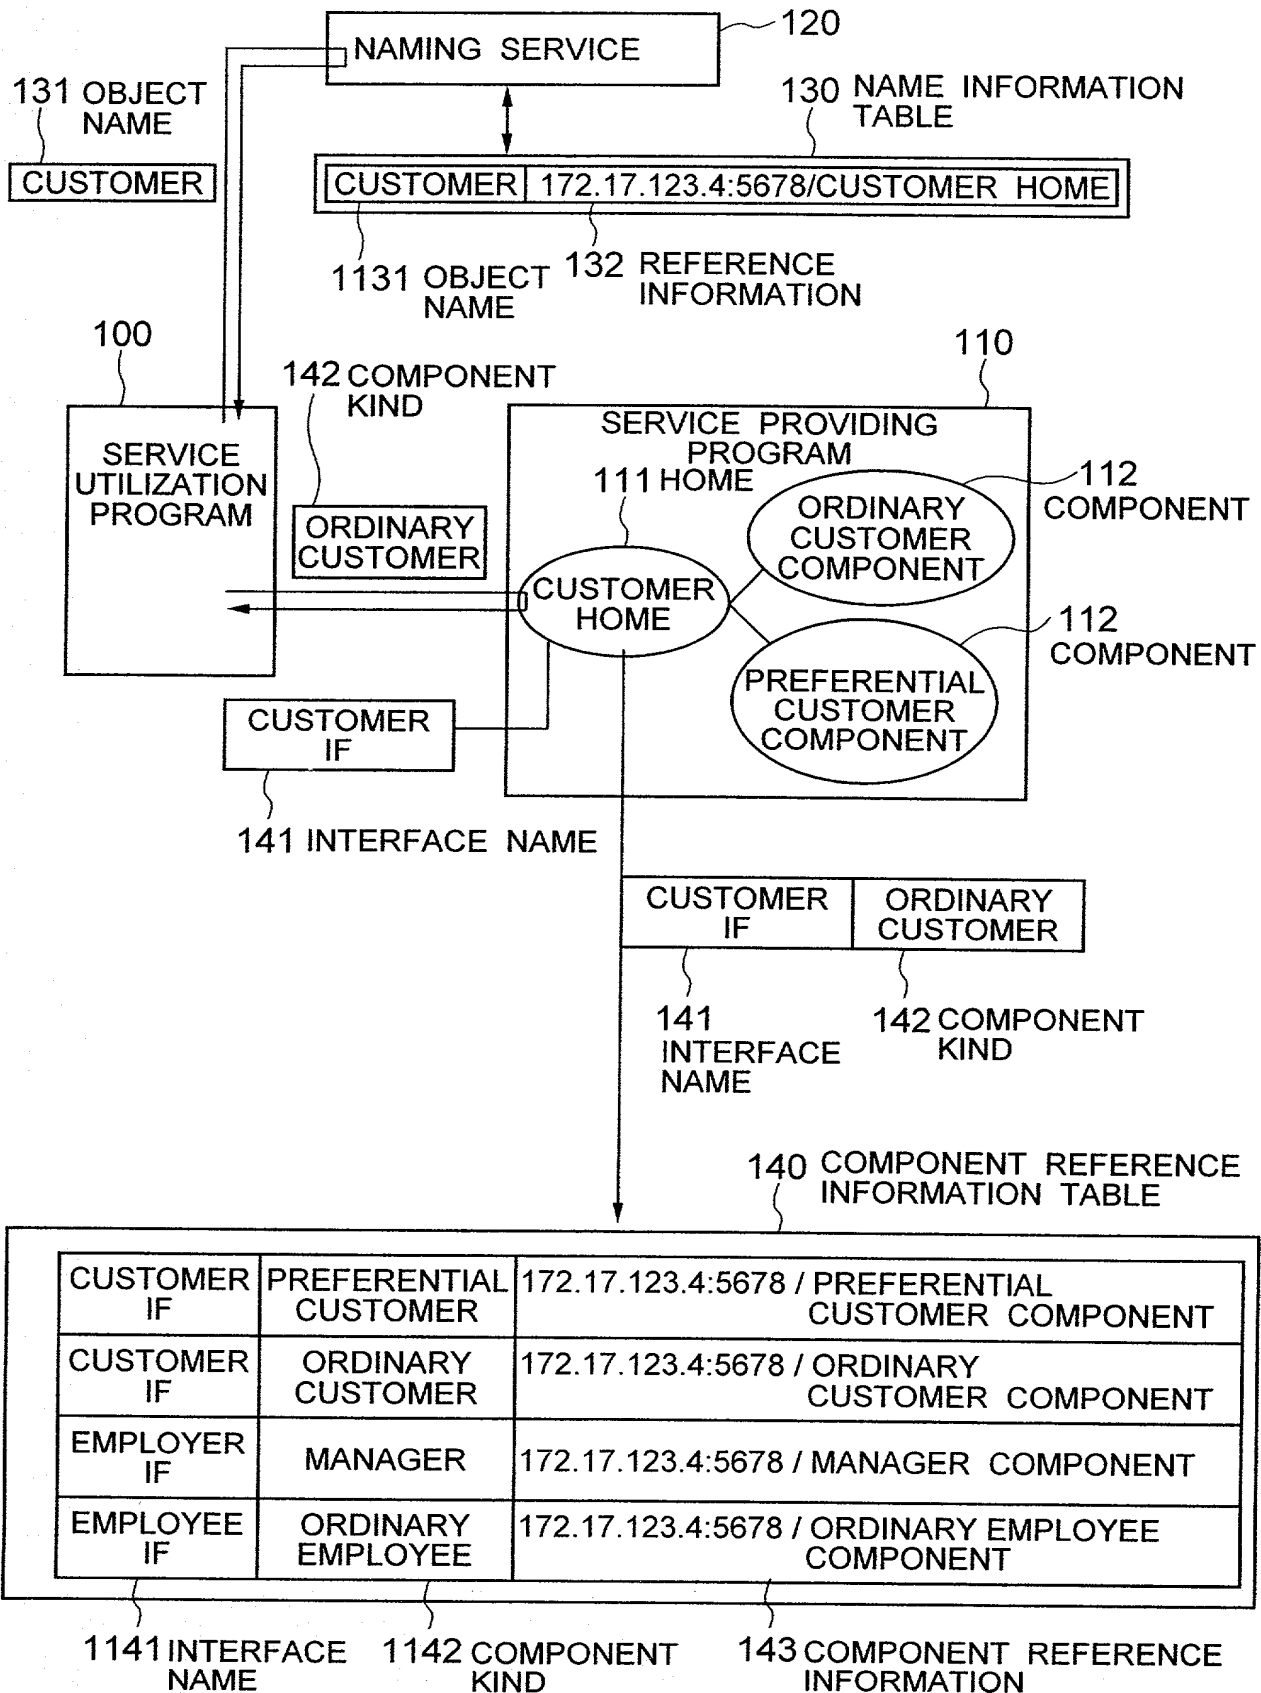 120
NAMING SERVICE
131 OBJECT
NAME
130 NAME INFORMATION
TABLE
CUSTOMER
CUSTOMER 172.17.123.4:5678/CUSTOMER HOME
1131 OBJECT
NAME
132 REFERENCE
INFORMATION
100
110
142 COMPONENT
KIND
SERVICE
UTILIZATION
PROGRAM
SERVICE PROVIDING
PROGRAM
111 HOME
112
COMPONENT
ORDINARY
CUSTOMER
ORDINARY
CUSTOMER
COMPONENT
CUSTOMER
HOME
112
COMPONENT
PREFERENTIAL
CUSTOMER
COMPONENT
CUSTOMER
IF
141 INTERFACE NAME
CUSTOMER
IF
ORDINARY
CUSTOMER
141
INTERFACE
NAME
142 COMPONENT
KIND
140 COMPONENT REFERENCE
INFORMATION TABLE
CUSTOMER
IF
PREFERENTIAL
CUSTOMER
172.17.123.4:5678 / PREFERENTIAL
CUSTOMER COMPONENT
CUSTOMER
IF
ORDINARY
CUSTOMER
172.17.123.4:5678 / ORDINARY
CUSTOMER COMPONENT
EMPLOYER
IF
MANAGER
172.17.123.4:5678 / MANAGER COMPONENT
EMPLOYEE
IF
ORDINARY
EMPLOYEE
172.17.123.4:5678 / ORDINARY EMPLOYEE
COMPONENT
1141 INTERFACE
NAME
1142 COMPONENT
KIND
143 COMPONENT REFERENCE
INFORMATION